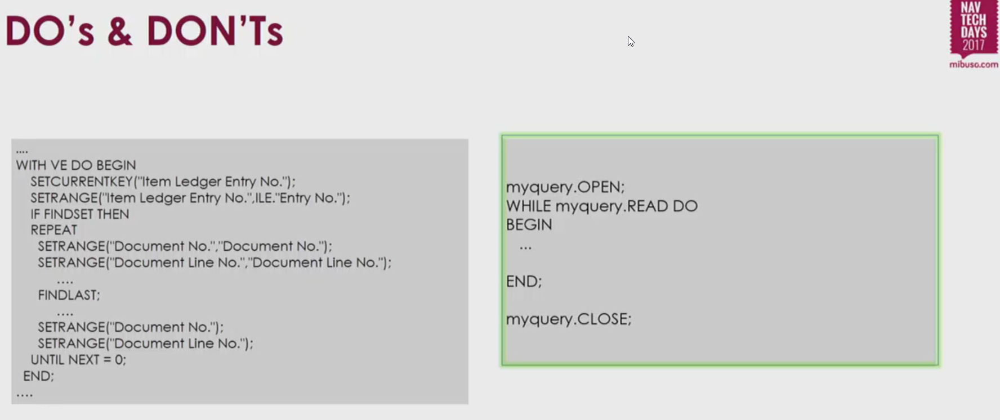 DO's & DON'Ts
NAV
TECH
DAYS
2017
mibuso.com
....
WITH VE DO BEGIN
SETCURRENTKEY("Item Ledger Entry No.");
SETRANGE("Item Ledger Entry No.",ILE."Entry No.");
IF FINDSET THEN
REPEAT
SETRANGE("Document No.","Document No.");
SETRANGE("Document Line No.","Document Line No.");
....
FINDLAST;
....
SETRANGE("Document No.");
SETRANGE("Document Line No.");
UNTIL NEXT = 0;
END;
....
myquery.OPEN;
WHILE myquery.READ DO
BEGIN
...
END;
myquery.CLOSE;